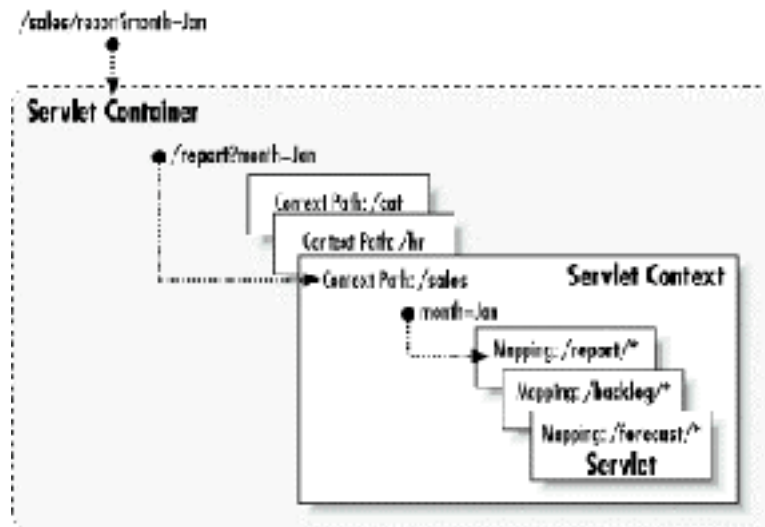 /sales/report?month=Jan
Servlet Container
/report?month=Jan
Context Path: /cat
Context Path: /hr
Context Path: /sales
Servlet Context
month=Jan
Mapping: /report/*
Mapping: /backlog/*
Mapping: /forecast/*
Servlet